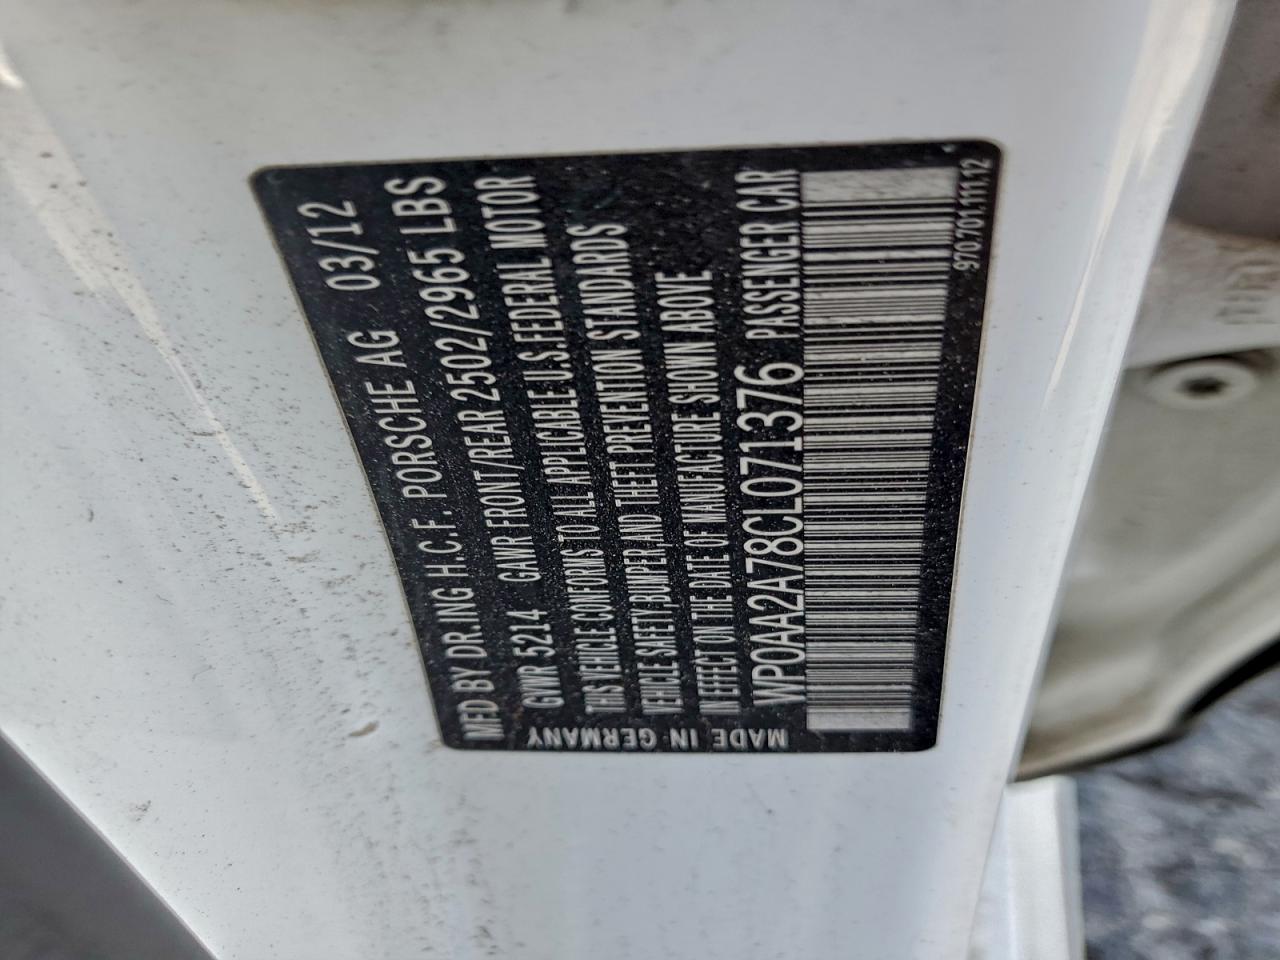 MFD BY DR.ING H.C.F. PORSCHE AG 03/12
GVWR 5214 GAWR FRONT/REAR 2502/2965 LBS
THIS VEHICLE CONFORMS TO ALL APPLICABLE U.S. FEDERAL MOTOR
VEHICLE SAFETY, BUMPER AND THEFT PREVENTION STANDARDS
IN EFFECT ON THE DATE OF MANUFACTURE SHOWN ABOVE
WP0AA2A78CL071376 PASSENGER CAR
970.701.111.12
MADE IN GERMANY